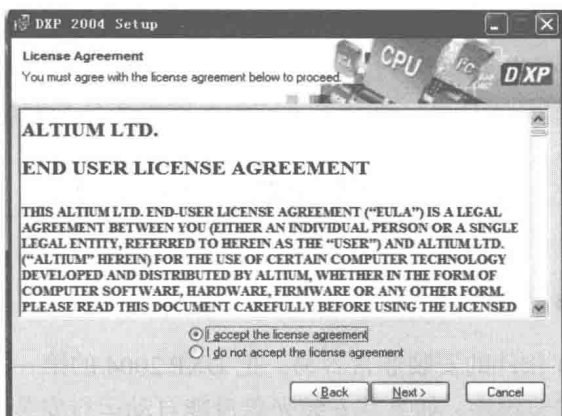 DXP 2004 Setup
License Agreement
You must agree with the license agreement below to proceed.
CPU
DXP
ALTIUM LTD.
END USER LICENSE AGREEMENT
THIS ALTIUM LTD. END-USER LICENSE AGREEMENT (“EULA”) IS A LEGAL
AGREEMENT BETWEEN YOU (EITHER AN INDIVIDUAL PERSON OR A SINGLE
LEGAL ENTITY, REFERRED TO HEREIN AS THE “USER”) AND ALTIUM LTD.
(“ALTIUM” HEREIN) FOR THE USE OF CERTAIN COMPUTER TECHNOLOGY
DEVELOPED AND DISTRIBUTED BY ALTIUM, WHETHER IN THE FORM OF
COMPUTER SOFTWARE, HARDWARE, FIRMWARE OR ANY OTHER FORM.
PLEASE READ THIS DOCUMENT CAREFULLY BEFORE USING THE LICENSED
I accept the license agreement
I do not accept the license agreement
< Back
Next >
Cancel